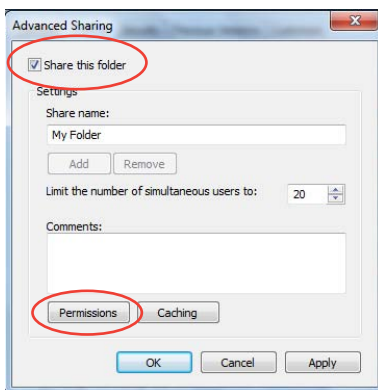 Advanced Sharing
Share this folder
Settings
Share name:
My Folder
Add Remove
Limit the number of simultaneous users to: 20
Comments:
Permissions Caching
OK Cancel Apply